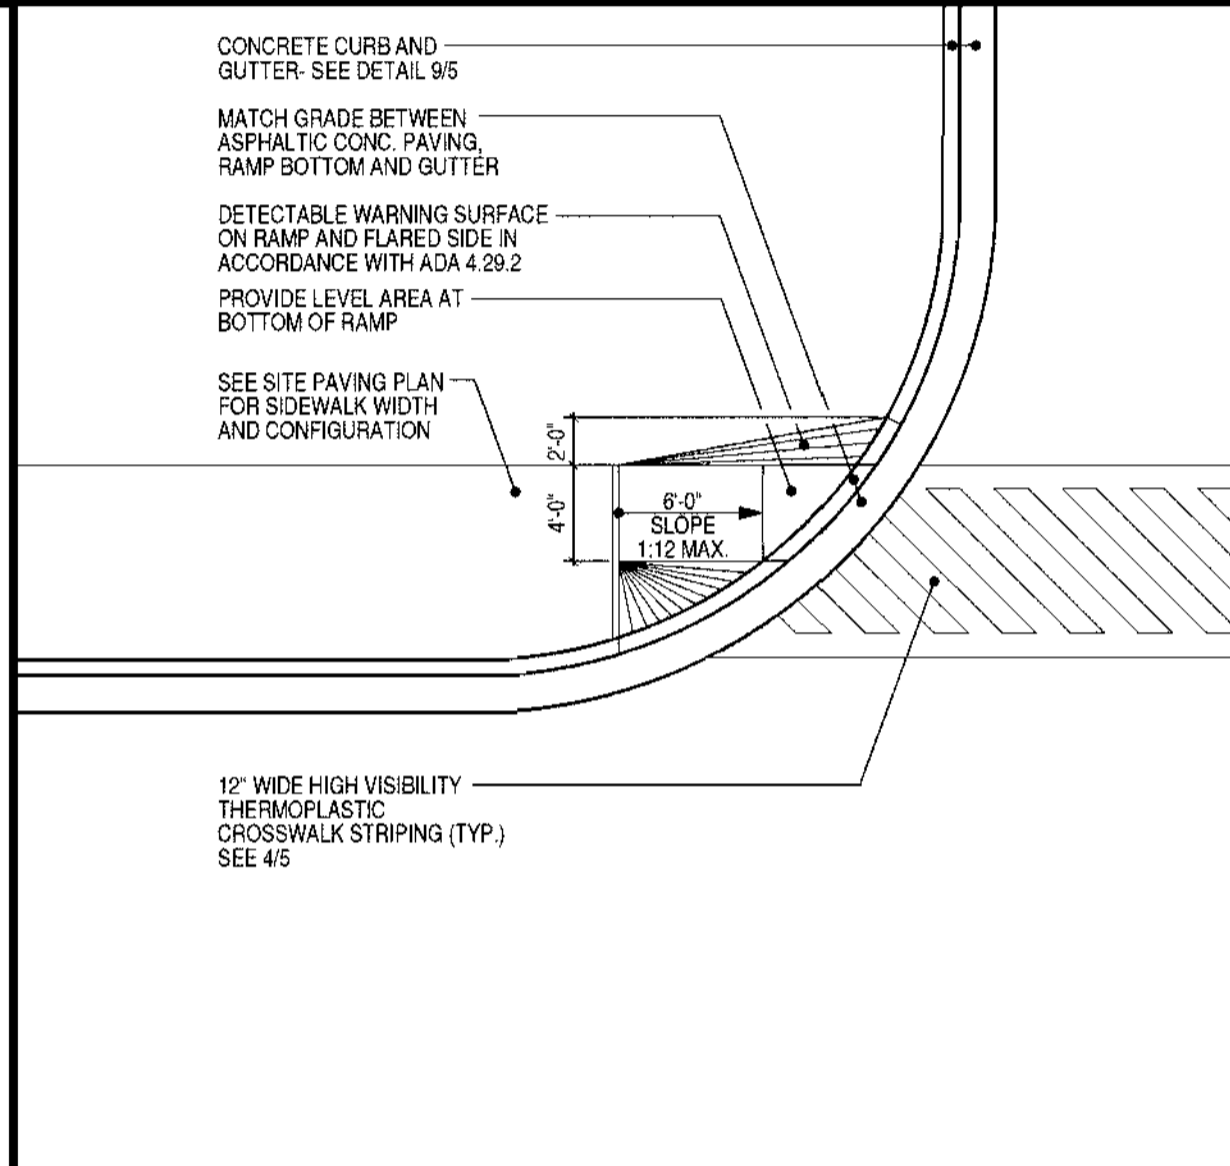 CONCRETE CURB AND
GUTTER- SEE DETAIL 9/5
MATCH GRADE BETWEEN
ASPHALTIC CONC. PAVING,
RAMP BOTTOM AND GUTTER
DETECTABLE WARNING SURFACE
ON RAMP AND FLARED SIDE IN
ACCORDANCE WITH ADA 4.29.2
PROVIDE LEVEL AREA AT
BOTTOM OF RAMP
SEE SITE PAVING PLAN
FOR SIDEWALK WIDTH
AND CONFIGURATION
2'-0"
4'-0"
6'-0"
SLOPE
1:12 MAX.
12" WIDE HIGH VISIBILITY
THERMOPLASTIC
CROSSWALK STRIPING (TYP.)
SEE 4/5